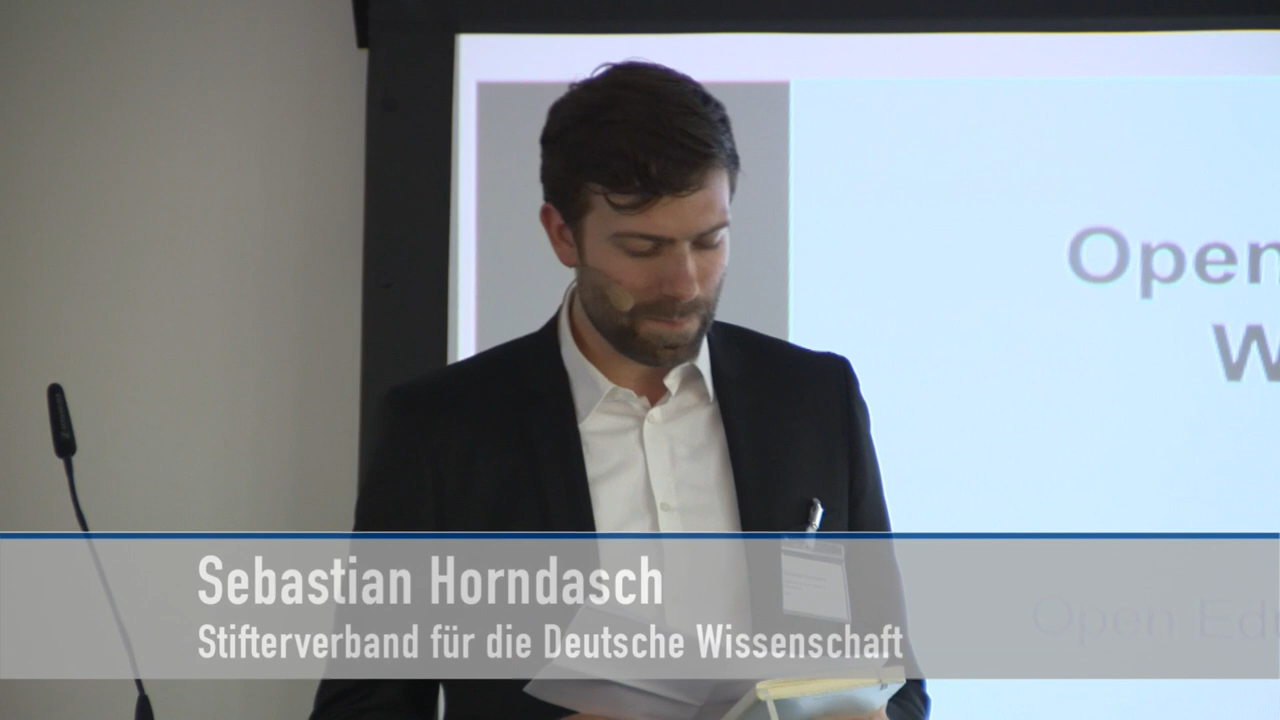 Open
W
Sebastian Horndasch
Stifterverband für die Deutsche Wissenschaft
Open Ed